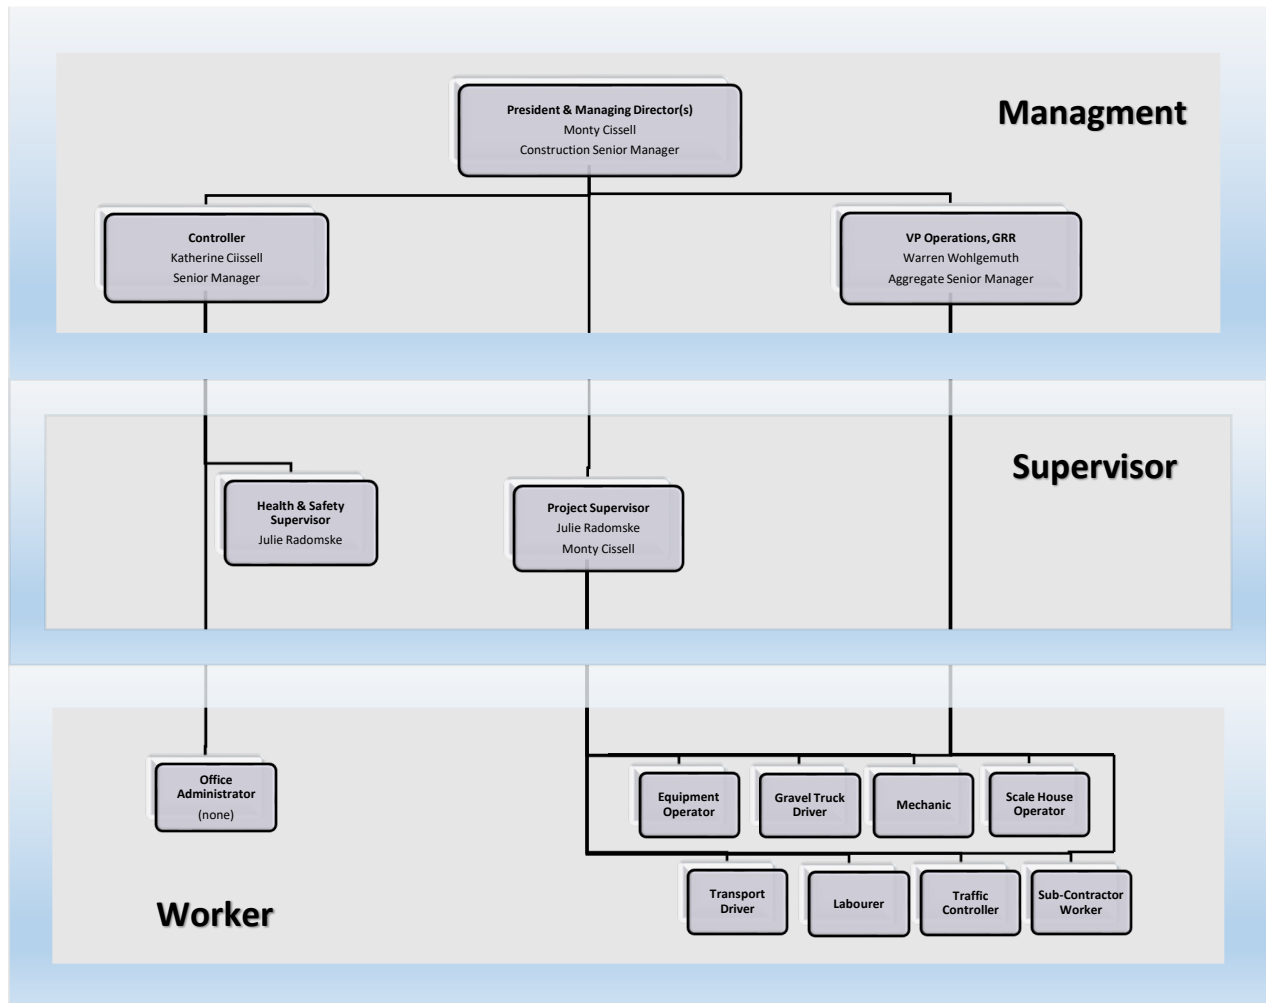 Managment
President & Managing Director(s)
Monty Cissell
Construction Senior Manager
Controller
Katherine Ciissell
Senior Manager
VP Operations, GRR
Warren Wohlgemuth
Aggregate Senior Manager
Supervisor
Health & Safety
Supervisor
Julie Radomske
Project Supervisor
Julie Radomske
Monty Cissell
Office
Administrator
(none)
Equipment
Operator
Gravel Truck
Driver
Mechanic
Scale House
Operator
Transport
Driver
Labourer
Traffic
Controller
Sub-Contractor
Worker
Worker